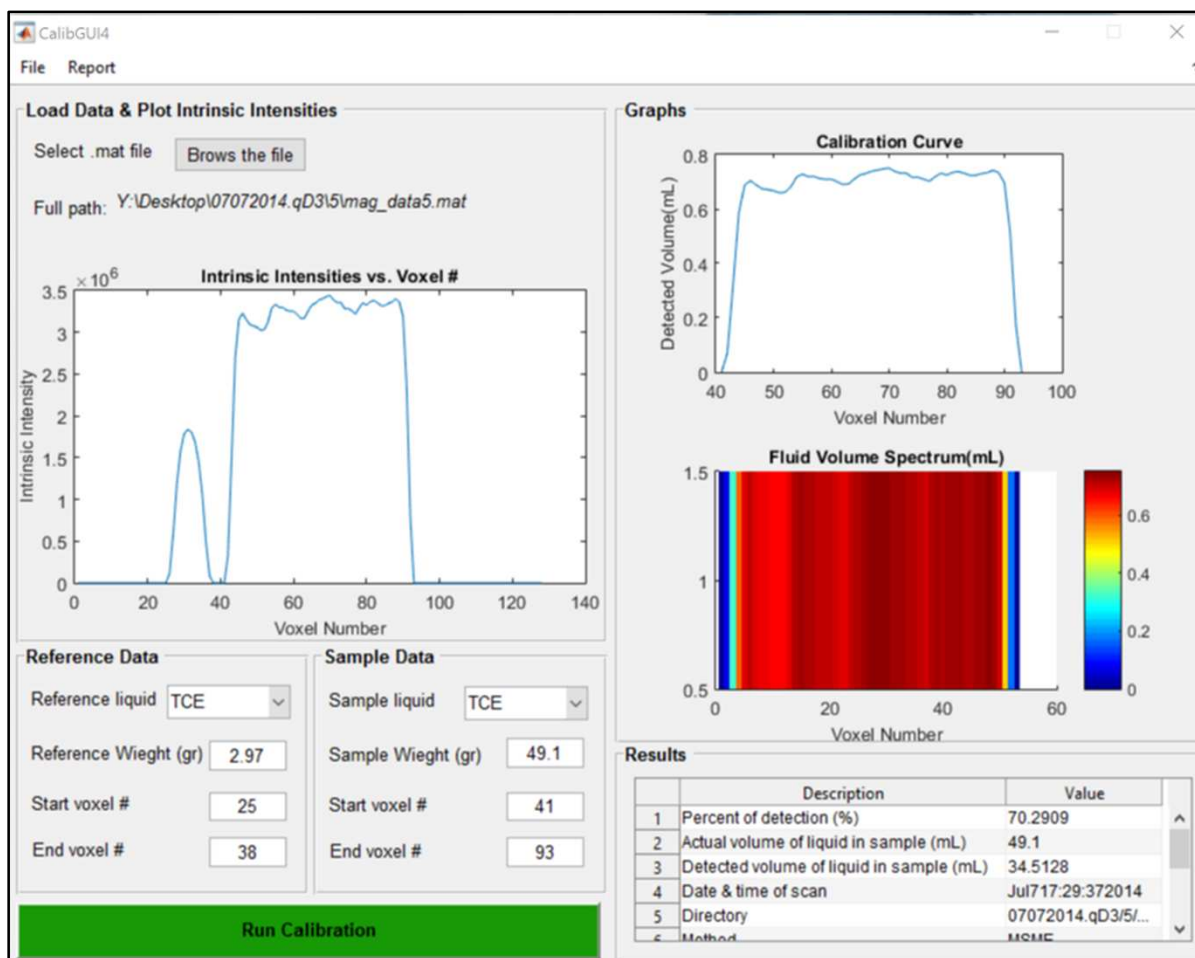 CalibGUI4
File Report
Load Data & Plot Intrinsic Intensities
Select .mat file Brows the file
Full path: Y:\Desktop\07072014.qD3\5\mag_data5.mat
Intrinsic Intensities vs. Voxel #
×10^6
3.5
3
2.5
2
1.5
1
0.5
0
Intrinsic Intensity
0 20 40 60 80 100 120 140
Voxel Number
Reference Data
Reference liquid TCE
Reference Wieght (gr) 2.97
Start voxel # 25
End voxel # 38
Sample Data
Sample liquid TCE
Sample Wieght (gr) 49.1
Start voxel # 41
End voxel # 93
Run Calibration
Graphs
Calibration Curve
0.8
0.6
0.4
0.2
0
Detected Volume(mL)
40 50 60 70 80 90 100
Voxel Number
Fluid Volume Spectrum(mL)
1.5
1
0.5
0 20 40 60
Voxel Number
0.6
0.4
0.2
0
Results
Description Value
1 Percent of detection (%) 70.2909
2 Actual volume of liquid in sample (mL) 49.1
3 Detected volume of liquid in sample (mL) 34.5128
4 Date & time of scan Jul717:29:372014
5 Directory 07072014.qD3/5/...
6 Method MSME